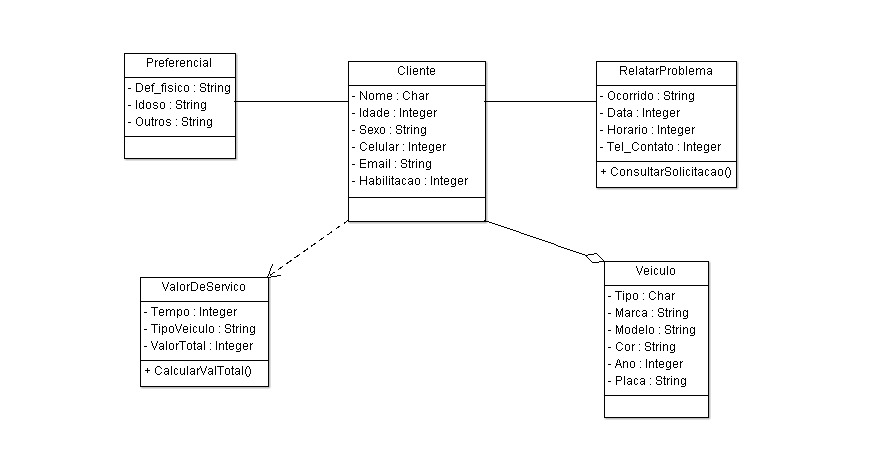 Preferencial
- Def_fisico : String
- Idoso : String
- Outros : String
Cliente
- Nome : Char
- Idade : Integer
- Sexo : String
- Celular : Integer
- Email : String
- Habilitacao : Integer
RelatarProblema
- Ocorrido : String
- Data : Integer
- Horario : Integer
- Tel_Contato : Integer
+ ConsultarSolicitacao()
ValorDeServico
- Tempo : Integer
- TipoVeiculo : String
- ValorTotal : Integer
+ CalcularValTotal()
Veiculo
- Tipo : Char
- Marca : String
- Modelo : String
- Cor : String
- Ano : Integer
- Placa : String